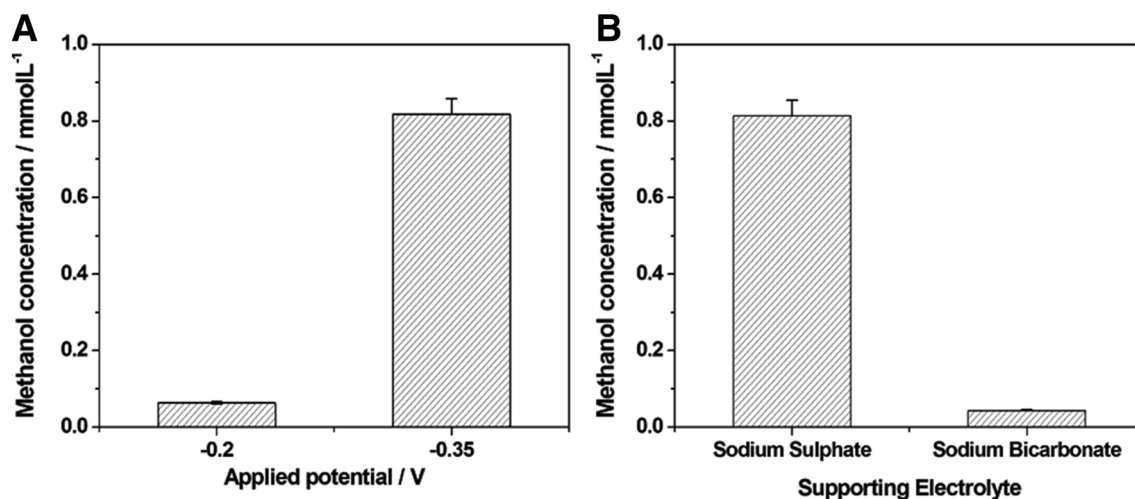 A
Methanol concentration / mmolL⁻¹
1.0
0.8
0.6
0.4
0.2
0.0
-0.2 -0.35
Applied potential / V
B
Methanol concentration / mmolL⁻¹
1.0
0.8
0.6
0.4
0.2
0.0
Sodium Sulphate Sodium Bicarbonate
Supporting Electrolyte